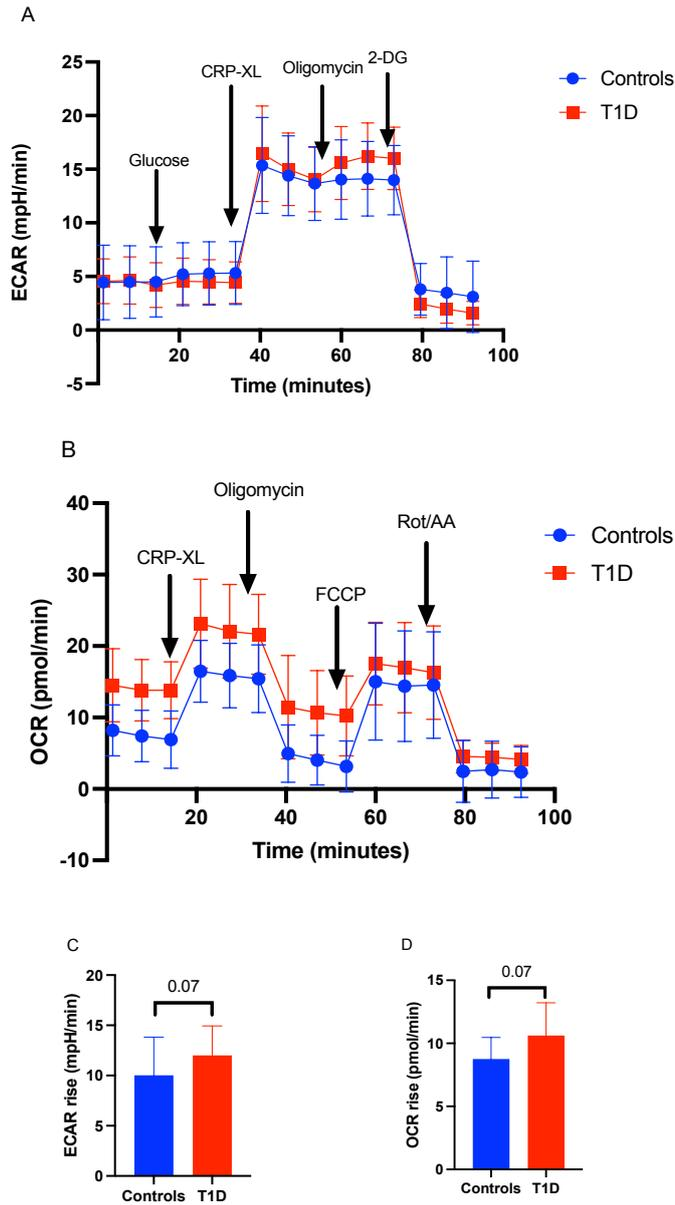 A
2-DG
CRP-XL
Oligomycin
Glucose
Controls
T1D
25
20
15
10
5
0
-5
20
40
60
80
100
ECAR (mpH/min)
Time (minutes)
B
Oligomycin
CRP-XL
FCCP
Rot/AA
Controls
T1D
40
30
20
10
0
-10
20
40
60
80
100
OCR (pmol/min)
Time (minutes)
C
0.07
20
15
10
5
0
ECAR rise (mpH/min)
Controls T1D
D
0.07
15
10
5
0
OCR rise (pmol/min)
Controls T1D